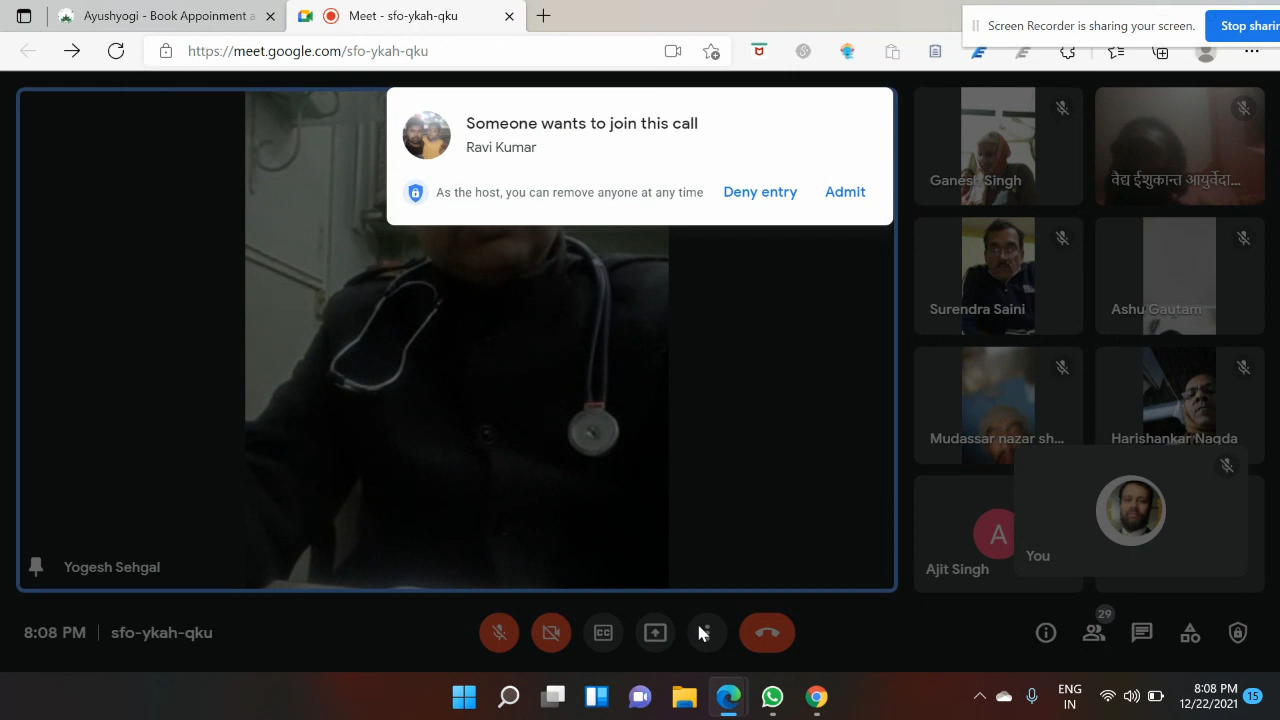 Ayushyogi - Book Appoinment a
Meet - sfo-ykah-qku
Screen Recorder is sharing your screen.
Stop sharin
https://meet.google.com/sfo-ykah-qku
Someone wants to join this call
Ravi Kumar
As the host, you can remove anyone at any time
Deny entry
Admit
Ganesh Singh
वैद्य ईशुकान्त आयुर्वेदा...
Surendra Saini
Ashu Gautam
Mudassar nazar sh...
Harishankar Nagda
A
Ajit Singh
You
Yogesh Sehgal
8:08 PM
sfo-ykah-qku
CC
29
ENG
IN
8:08 PM
12/22/2021
15